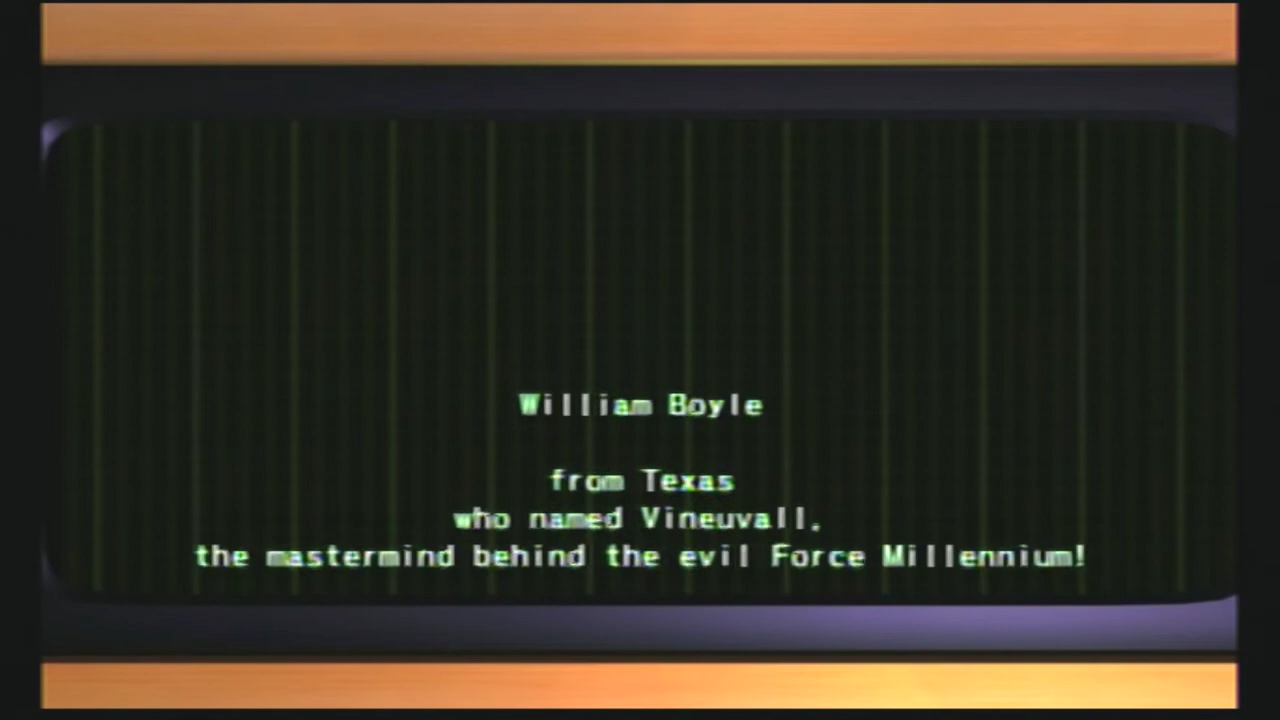 William Boyle
from Texas
who named Vineuvall,
the mastermind behind the evil Force Millennium!